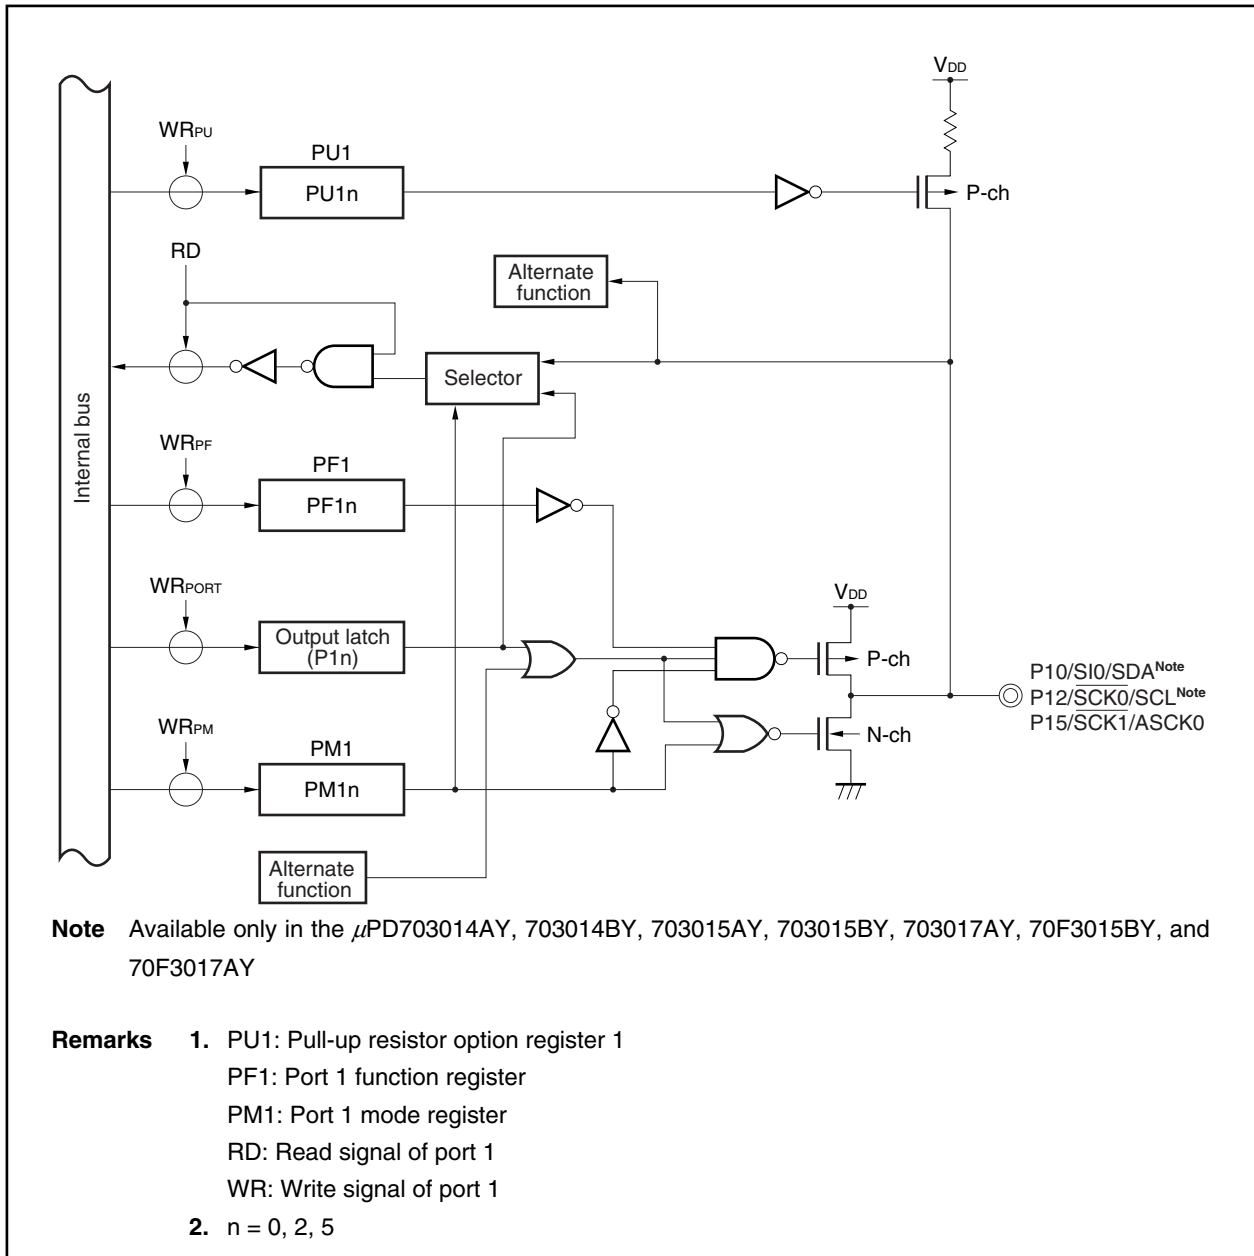 VDD
WRPU
PU1
PU1n
P-ch
RD
Alternate
function
Selector
Internal bus
WRPF
PF1
PF1n
WRPORT
Output latch
(P1n)
VDD
P-ch
P10/SI0/SDANote
P12/SCK0/SCLNote
P15/SCK1/ASCK0
N-ch
WRPM
PM1
PM1n
Alternate
function
Note Available only in the μPD703014AY, 703014BY, 703015AY, 703015BY, 703017AY, 70F3015BY, and
70F3017AY
Remarks 1. PU1: Pull-up resistor option register 1
PF1: Port 1 function register
PM1: Port 1 mode register
RD: Read signal of port 1
WR: Write signal of port 1
2. n = 0, 2, 5